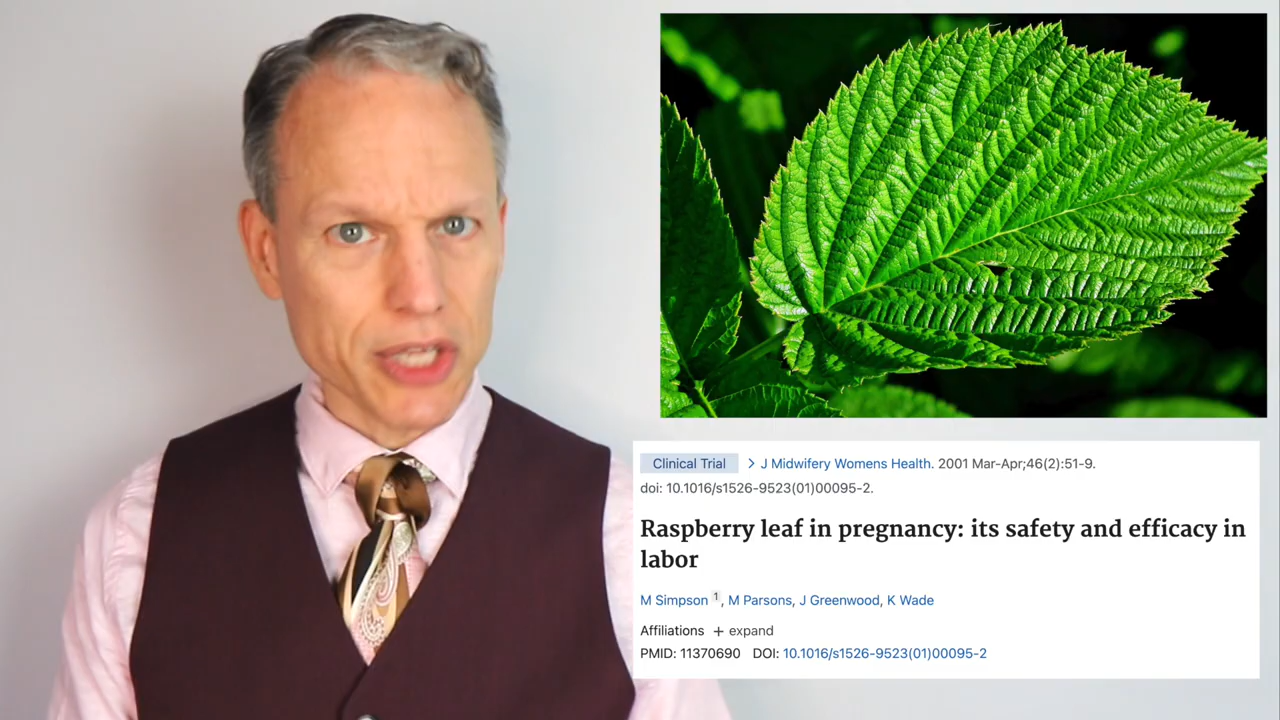 Clinical Trial > J Midwifery Womens Health. 2001 Mar-Apr;46(2):51-9.
doi: 10.1016/s1526-9523(01)00095-2.
Raspberry leaf in pregnancy: its safety and efficacy in
labor
M Simpson 1, M Parsons, J Greenwood, K Wade
Affiliations + expand
PMID: 11370690 DOI: 10.1016/s1526-9523(01)00095-2